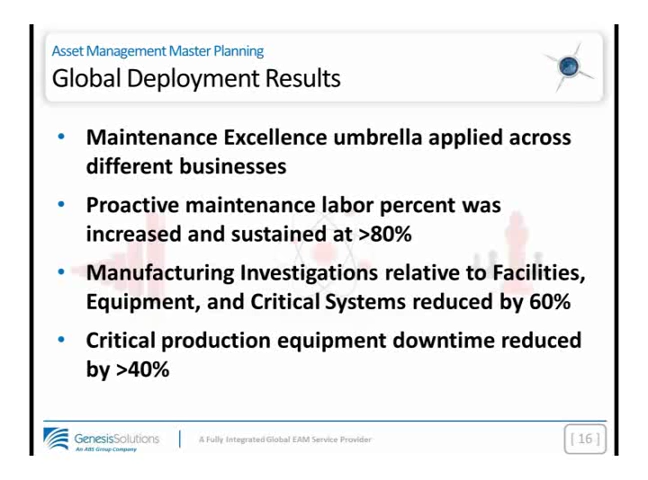 Asset Management Master Planning
Global Deployment Results
• Maintenance Excellence umbrella applied across
different businesses
• Proactive maintenance labor percent was
increased and sustained at >80%
• Manufacturing Investigations relative to Facilities,
Equipment, and Critical Systems reduced by 60%
• Critical production equipment downtime reduced
by >40%
GenesisSolutions
An ABS Group Company
A Fully Integrated Global EAM Service Provider
[ 16 ]